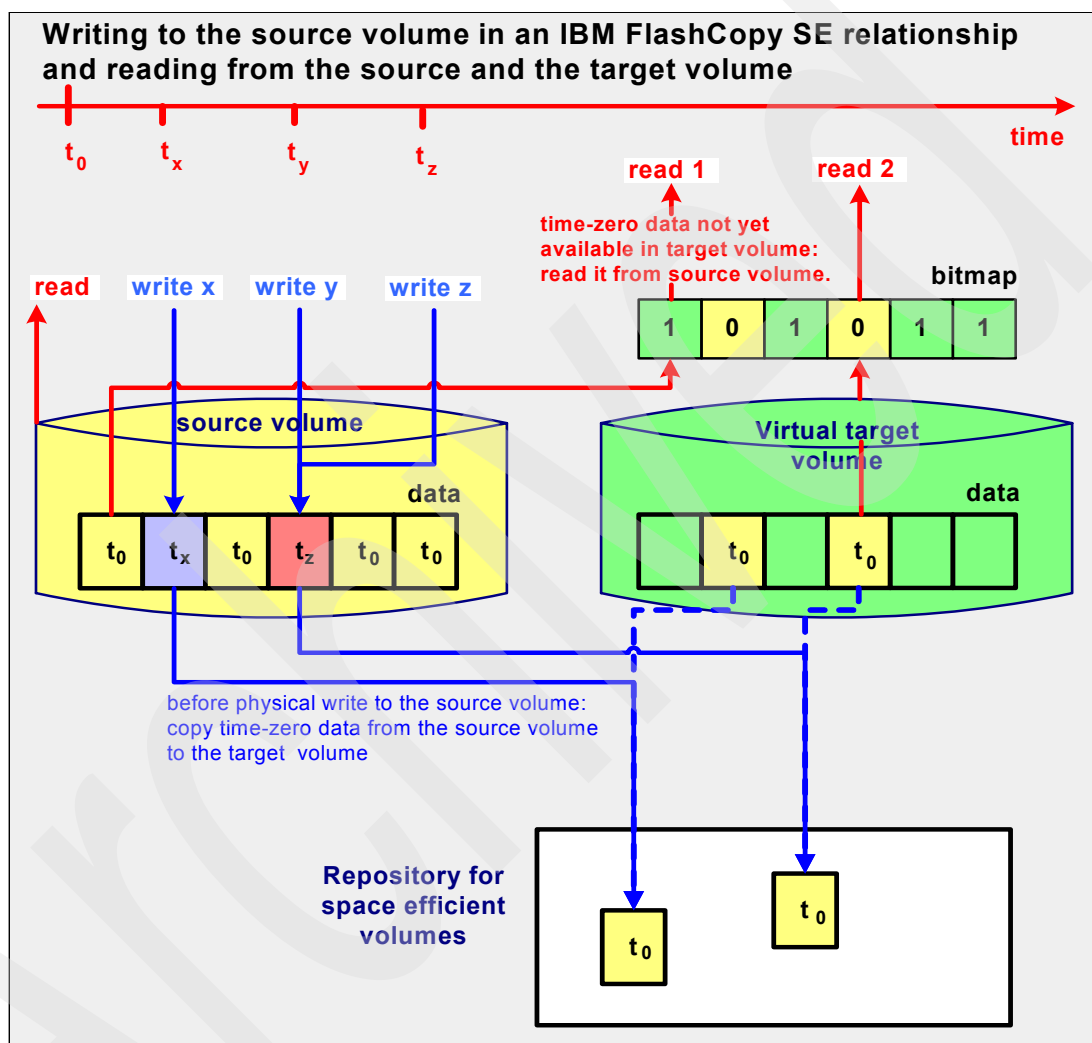 Writing to the source volume in an IBM FlashCopy SE relationship
and reading from the source and the target volume
time
t0 tx ty tz
read 1 read 2
time-zero data not yet
available in target volume:
read it from source volume.
bitmap
read write x write y write z
1 0 1 0 1 1
source volume
Virtual target
volume
data data
t0 tx t0 tz t0 t0
t0 t0
before physical write to the source volume:
copy time-zero data from the source volume
to the target volume
Repository for
space efficient
volumes
t0
t0
Archived